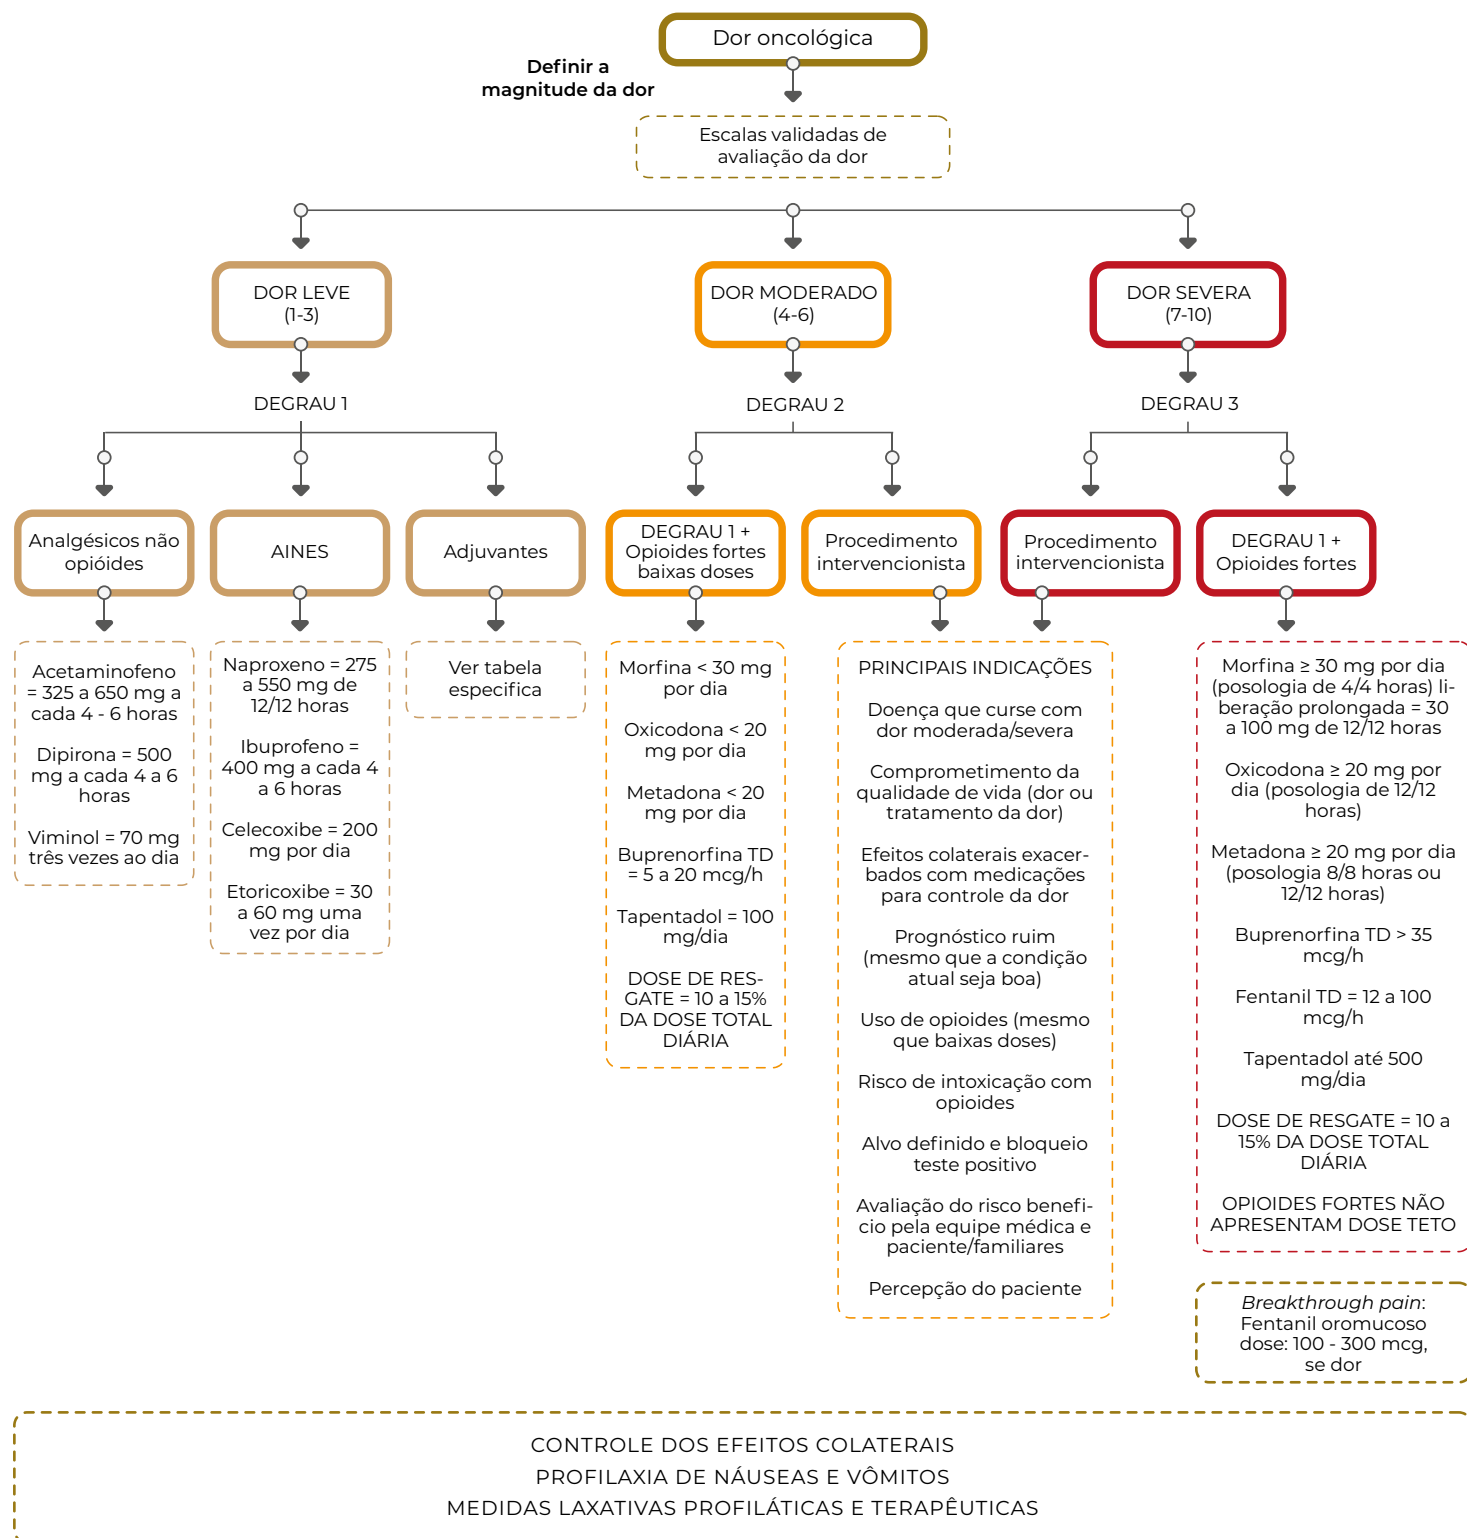 Dor oncológica
Definir a
magnitude da dor
Escalas validadas de
avaliação da dor
DOR LEVE
(1-3)
DOR MODERADO
(4-6)
DOR SEVERA
(7-10)
DEGRAU 1
DEGRAU 2
DEGRAU 3
Analgésicos não
opióides
AINES
Adjuvantes
DEGRAU 1 +
Opioides fortes
baixas doses
Procedimento
intervencionista
Procedimento
intervencionista
DEGRAU 1 +
Opioides fortes
Acetaminofeno
= 325 a 650 mg a
cada 4 - 6 horas
Dipirona = 500
mg a cada 4 a 6
horas
Viminol = 70 mg
três vezes ao dia
Naproxeno = 275
a 550 mg de
12/12 horas
Ibuprofeno =
400 mg a cada 4
a 6 horas
Celecoxibe = 200
mg por dia
Etoricoxibe = 30
a 60 mg uma
vez por dia
Ver tabela
especifica
Morfina < 30 mg
por dia
Oxicodona < 20
mg por dia
Metadona < 20
mg por dia
Buprenorfina TD
= 5 a 20 mcg/h
Tapentadol = 100
mg/dia
DOSE DE RES-
GATE = 10 a 15%
DA DOSE TOTAL
DIÁRIA
PRINCIPAIS INDICAÇÕES
Doença que curse com
dor moderada/severa
Comprometimento da
qualidade de vida (dor ou
tratamento da dor)
Efeitos colaterais exacer-
bados com medicações
para controle da dor
Prognóstico ruim
(mesmo que a condição
atual seja boa)
Uso de opioides (mesmo
que baixas doses)
Risco de intoxicação com
opioides
Alvo definido e bloqueio
teste positivo
Avaliação do risco benefi-
cio pela equipe médica e
paciente/familiares
Percepção do paciente
Morfina ≥ 30 mg por dia
(posologia de 4/4 horas) li-
beração prolongada = 30
a 100 mg de 12/12 horas
Oxicodona ≥ 20 mg por
dia (posologia de 12/12
horas)
Metadona ≥ 20 mg por dia
(posologia 8/8 horas ou
12/12 horas)
Buprenorfina TD > 35
mcg/h
Fentanil TD = 12 a 100
mcg/h
Tapentadol até 500
mg/dia
DOSE DE RESGATE = 10 a
15% DA DOSE TOTAL
DIÁRIA
OPIOIDES FORTES NÃO
APRESENTAM DOSE TETO
Breakthrough pain:
Fentanil oromucoso
dose: 100 - 300 mcg,
se dor
CONTROLE DOS EFEITOS COLATERAIS
PROFILAXIA DE NÁUSEAS E VÔMITOS
MEDIDAS LAXATIVAS PROFILÁTICAS E TERAPÊUTICAS